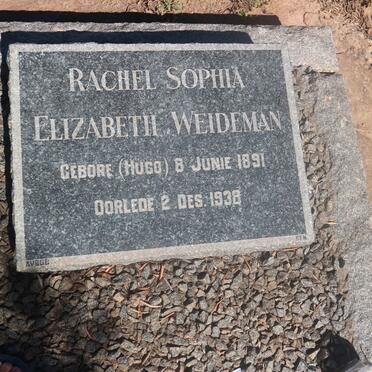 RACHEL SOPHIA
ELIZABETH WEIDEMAN
GEBORE (HUGO) 8 JUNIE 1891
OORLEDE 2 DES. 1938